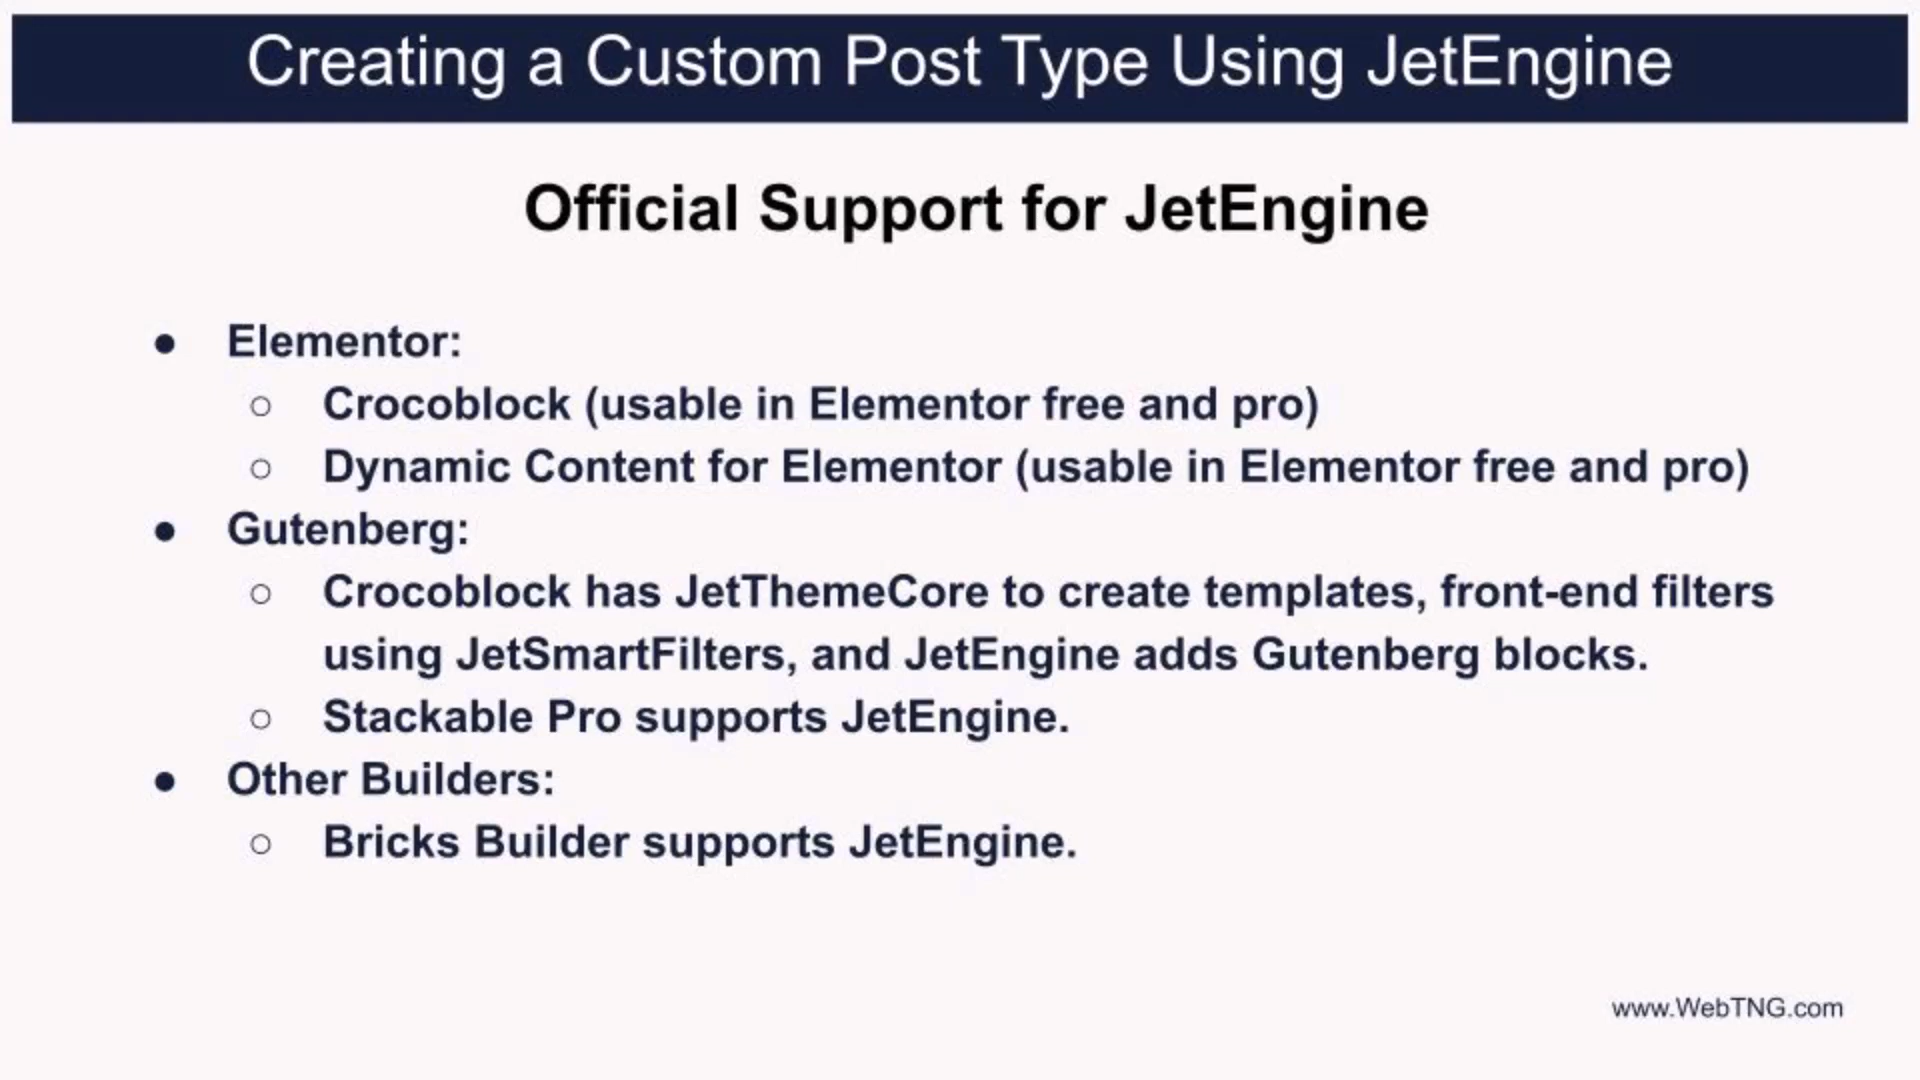 Creating a Custom Post Type Using JetEngine
Official Support for JetEngine
● Elementor:
○ Crocoblock (usable in Elementor free and pro)
○ Dynamic Content for Elementor (usable in Elementor free and pro)
● Gutenberg:
○ Crocoblock has JetThemeCore to create templates, front-end filters
using JetSmartFilters, and JetEngine adds Gutenberg blocks.
○ Stackable Pro supports JetEngine.
● Other Builders:
○ Bricks Builder supports JetEngine.
www.WebTNG.com